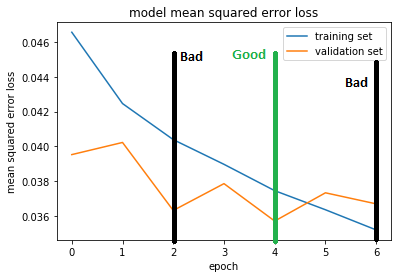 model mean squared error loss
training set
validation set
Bad
Good
Bad
mean squared error loss
0.046
0.044
0.042
0.040
0.038
0.036
0
1
2
3
4
5
6
epoch